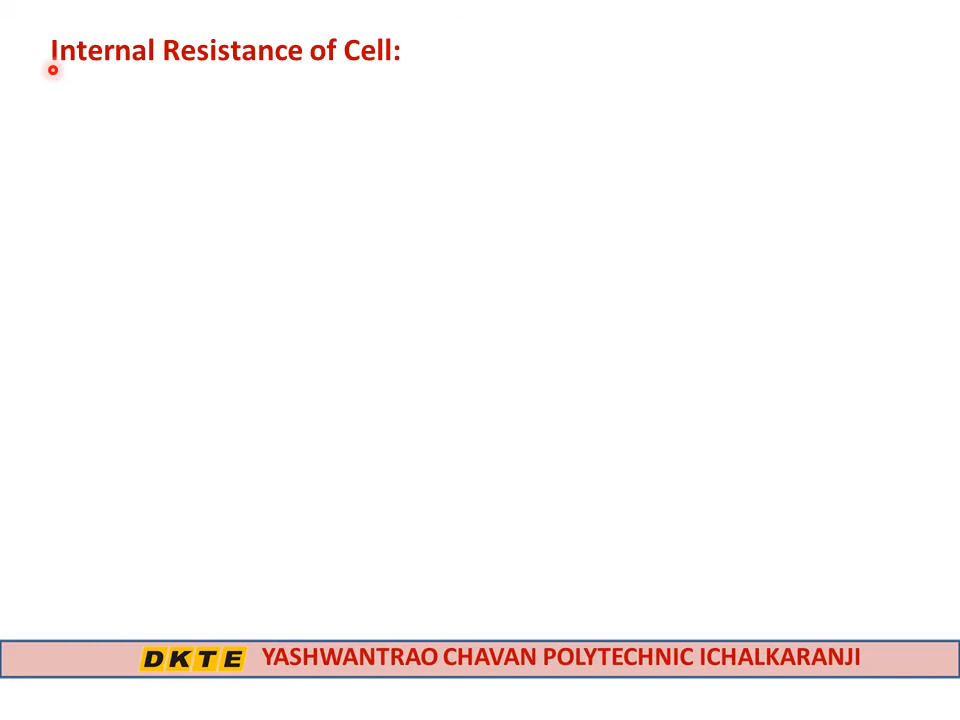 Internal Resistance of Cell:
DKTE YASHWANTRAO CHAVAN POLYTECHNIC ICHALKARANJI